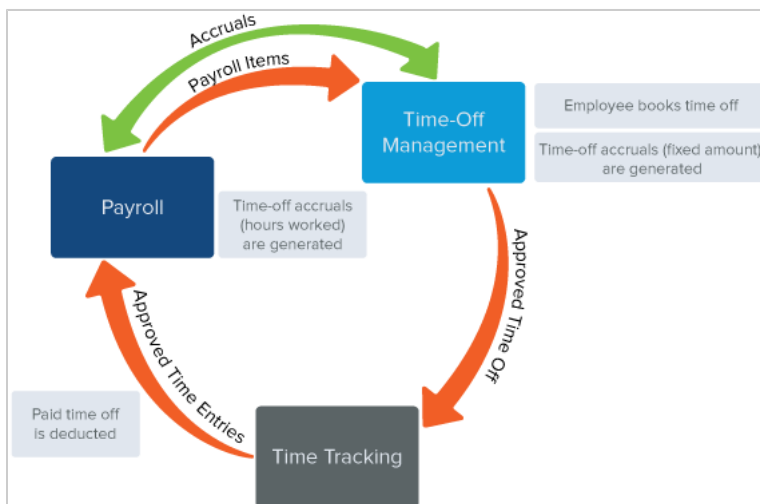 Accruals
Payroll Items
Time-Off
Management
Employee books time off
Time-off accruals (fixed amount)
are generated
Payroll
Time-off accruals
(hours worked)
are generated
Approved Time Off
Approved Time Entries
Paid time off
is deducted
Time Tracking